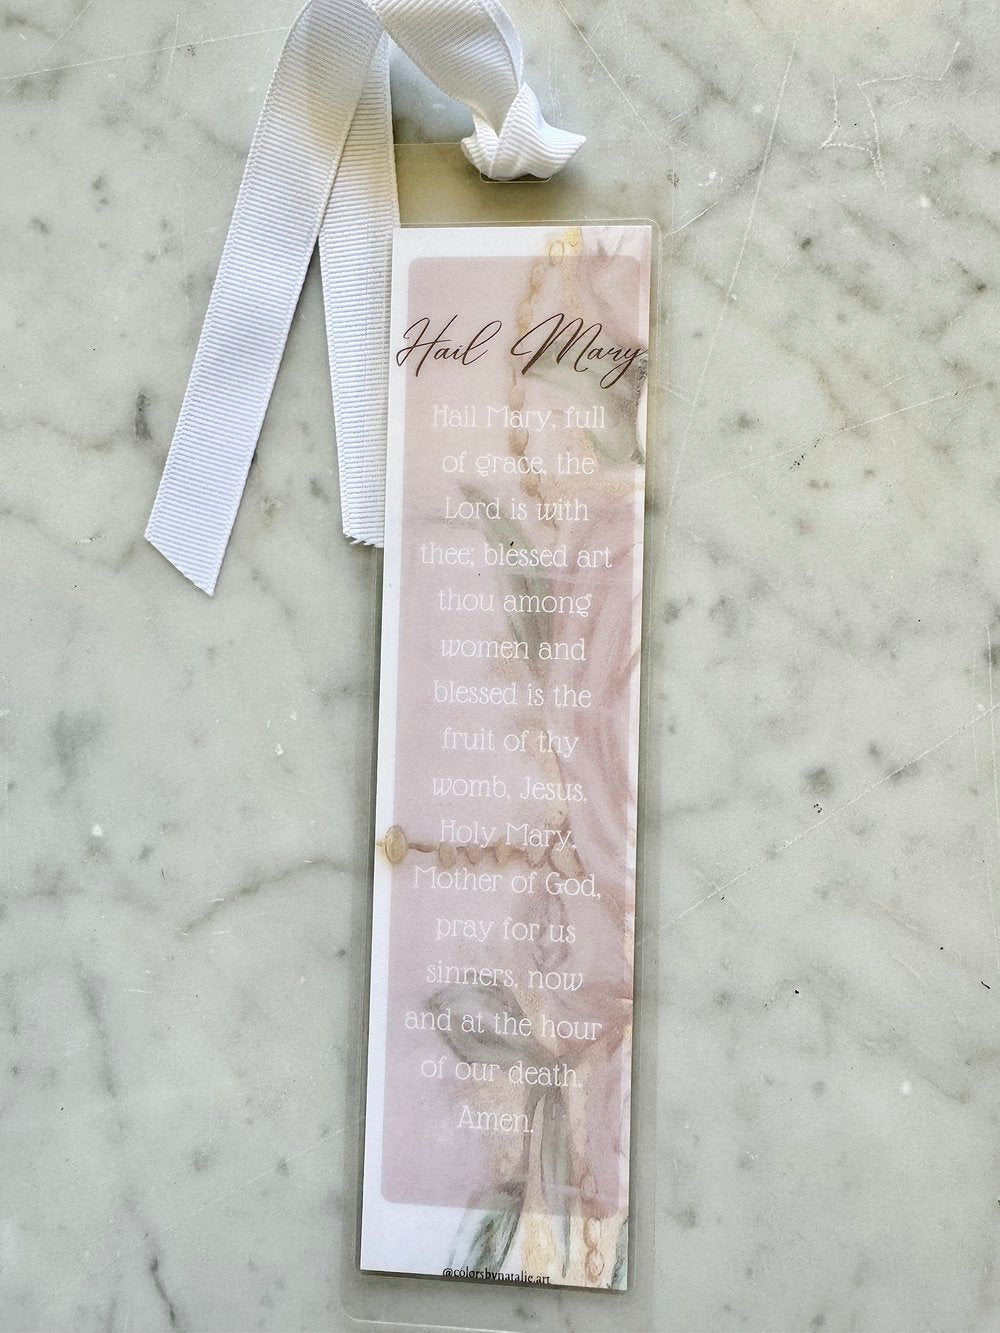 Hail Mary
Hail Mary, full
of grace, the
Lord is with
thee; blessed art
thou among
women and
blessed is the
fruit of thy
womb, Jesus.
Holy Mary,
Mother of God,
pray for us
sinners, now
and at the hour
of our death.
Amen.
@colorsbynatalie.art